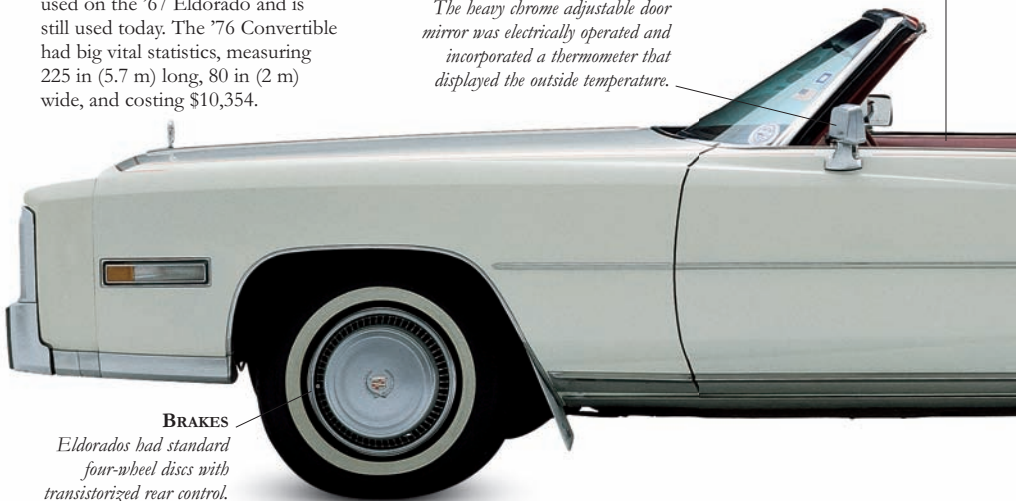 used on the ’67 Eldorado and is
still used today. The ’76 Convertible
had big vital statistics, measuring
225 in (5.7 m) long, 80 in (2 m)
wide, and costing $10,354.
The heavy chrome adjustable door
mirror was electrically operated and
incorporated a thermometer that
displayed the outside temperature.
BRAKES
Eldorados had standard
four-wheel discs with
transistorized rear control.